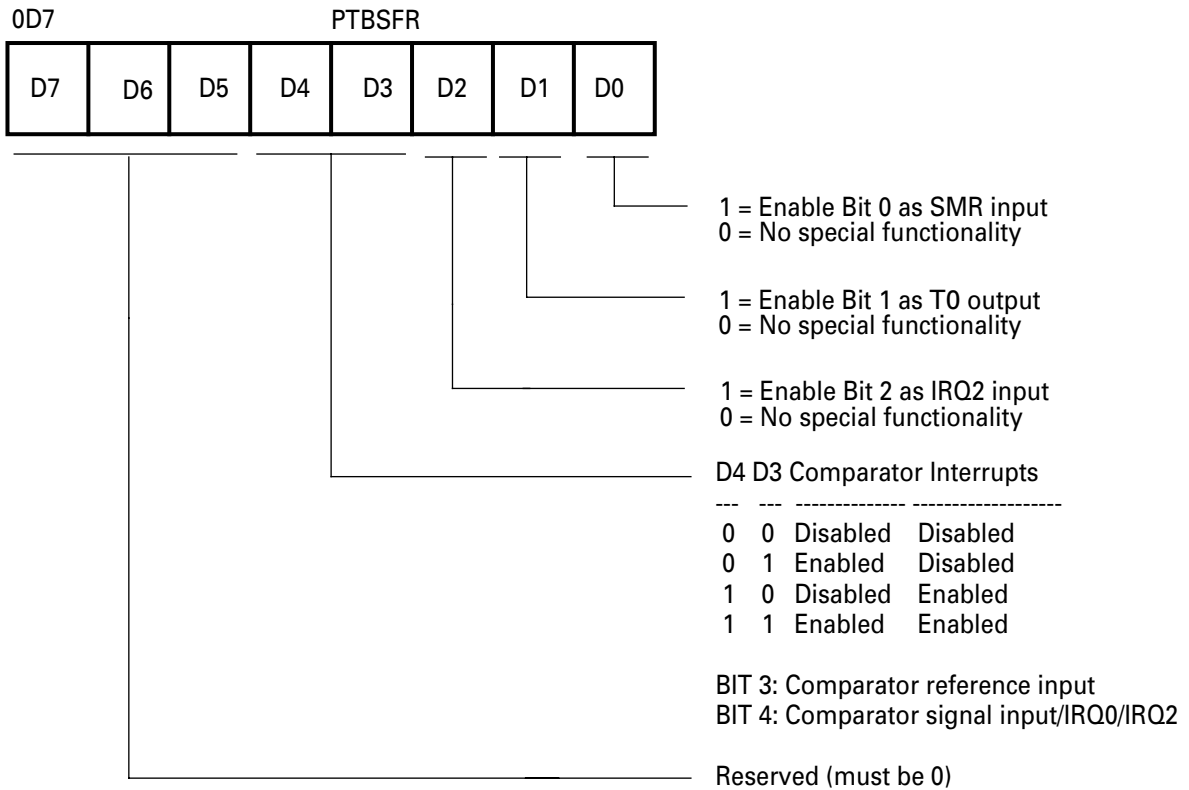 0D7 PTBSFR
D7 D6 D5 D4 D3 D2 D1 D0
1 = Enable Bit 0 as SMR input
0 = No special functionality
1 = Enable Bit 1 as T0 output
0 = No special functionality
1 = Enable Bit 2 as IRQ2 input
0 = No special functionality
D4 D3 Comparator Interrupts
--- --- -------------- -------------------
0 0 Disabled Disabled
0 1 Enabled Disabled
1 0 Disabled Enabled
1 1 Enabled Enabled
BIT 3: Comparator reference input
BIT 4: Comparator signal input/IRQ0/IRQ2
Reserved (must be 0)